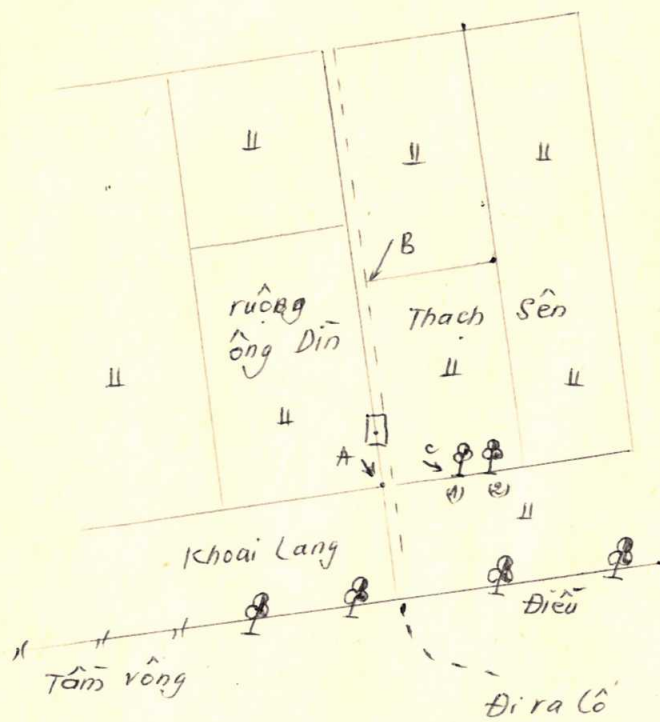 B
ruộng
ông Dìn
Thạch Sên
A
C
(1) (2)
Khoai Lang
Điều
Tầm vông
Đi ra lộ